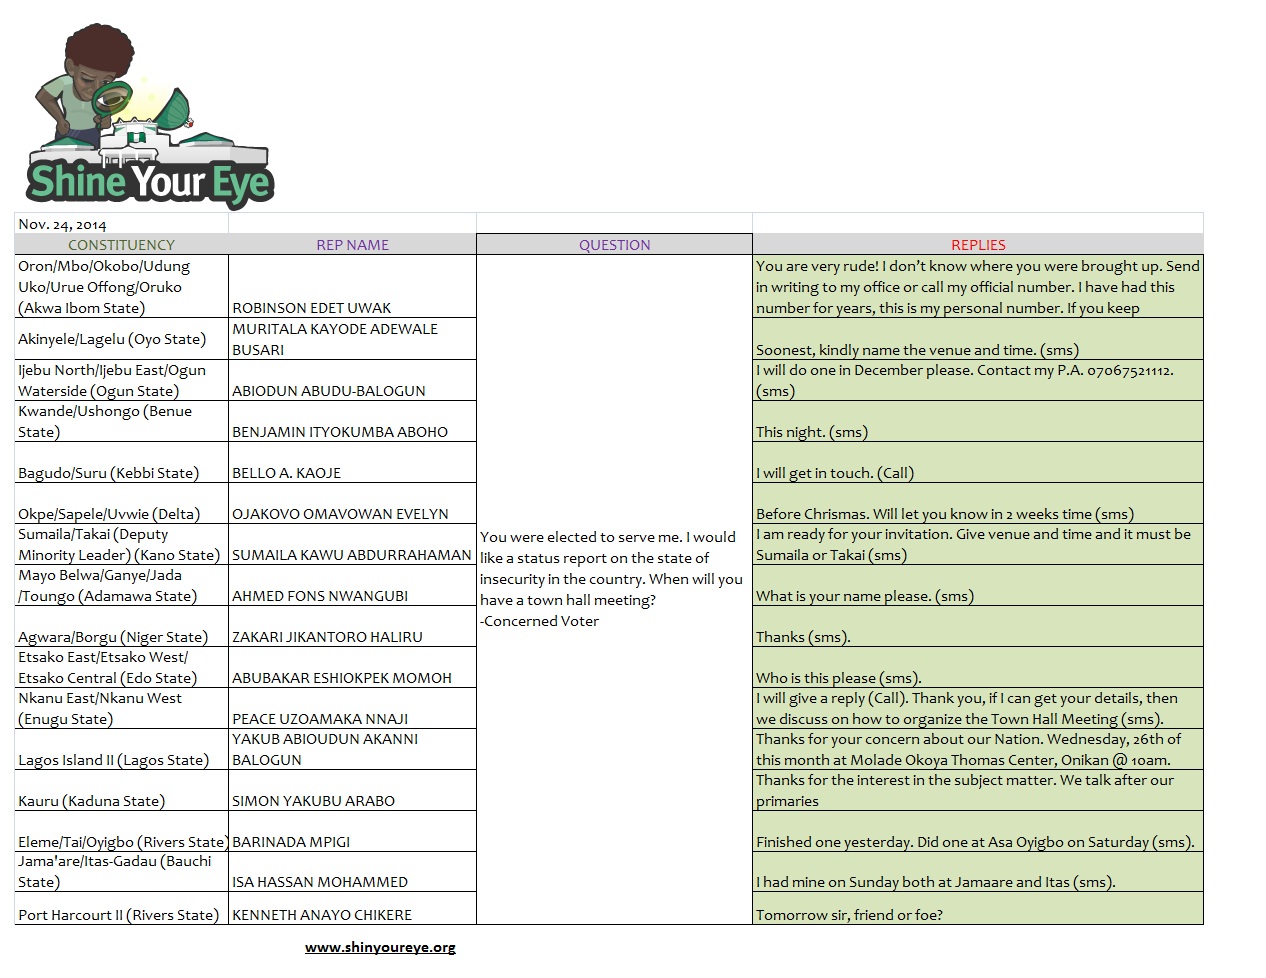 Shine Your Eye
Nov. 24, 2014
CONSTITUENCY REP NAME QUESTION REPLIES
Oron/Mbo/Okobo/Udung
Uko/Urue Offong/Oruko
(Akwa Ibom State)
ROBINSON EDET UWAK
You are very rude! I don't know where you were brought up. Send
in writing to my office or call my official number. I have had this
number for years, this is my personal number. If you keep
Akinyele/Lagelu (Oyo State)
MURITALA KAYODE ADEWALE
BUSARI
Soonest, kindly name the venue and time. (sms)
Ijebu North/Ijebu East/Ogun
Waterside (Ogun State)
ABIODUN ABUDU-BALOGUN
I will do one in December please. Contact my P.A. 07067521112.
(sms)
Kwande/Ushongo (Benue
State)
BENJAMIN ITYOKUMBA ABOHO
This night. (sms)
Bagudo/Suru (Kebbi State)
BELLO A. KAOJE
I will get in touch. (Call)
Okpe/Sapele/Uvwie (Delta)
OJAKOVO OMAVOWAN EVELYN
Before Chrismas. Will let you know in 2 weeks time (sms)
You were elected to serve me. I would
like a status report on the state of
insecurity in the country. When will you
have a town hall meeting?
-Concerned Voter
Sumaila/Takai (Deputy
Minority Leader) (Kano State)
SUMAILA KAWU ABDURRAHAMAN
I am ready for your invitation. Give venue and time and it must be
Sumaila or Takai (sms)
Mayo Belwa/Ganye/Jada
/Toungo (Adamawa State)
AHMED FONS NWANGUBI
What is your name please. (sms)
Agwara/Borgu (Niger State)
ZAKARI JIKANTORO HALIRU
Thanks (sms).
Etsako East/Etsako West/
Etsako Central (Edo State)
ABUBAKAR ESHIOKPEK MOMOH
Who is this please (sms).
Nkanu East/Nkanu West
(Enugu State)
PEACE UZOAMAKA NNAJI
I will give a reply (Call). Thank you, if I can get your details, then
we discuss on how to organize the Town Hall Meeting (sms).
Lagos Island II (Lagos State)
YAKUB ABIOUDUN AKANNI
BALOGUN
Thanks for your concern about our Nation. Wednesday, 26th of
this month at Molade Okoya Thomas Center, Onikan @ 10am.
Kauru (Kaduna State)
SIMON YAKUBU ARABO
Thanks for the interest in the subject matter. We talk after our
primaries
Eleme/Tai/Oyigbo (Rivers State)
BARINADA MPIGI
Finished one yesterday. Did one at Asa Oyigbo on Saturday (sms).
Jama'are/Itas-Gadau (Bauchi
State)
ISA HASSAN MOHAMMED
I had mine on Sunday both at Jamaare and Itas (sms).
Port Harcourt II (Rivers State)
KENNETH ANAYO CHIKERE
Tomorrow sir, friend or foe?
www.shinyoureye.org